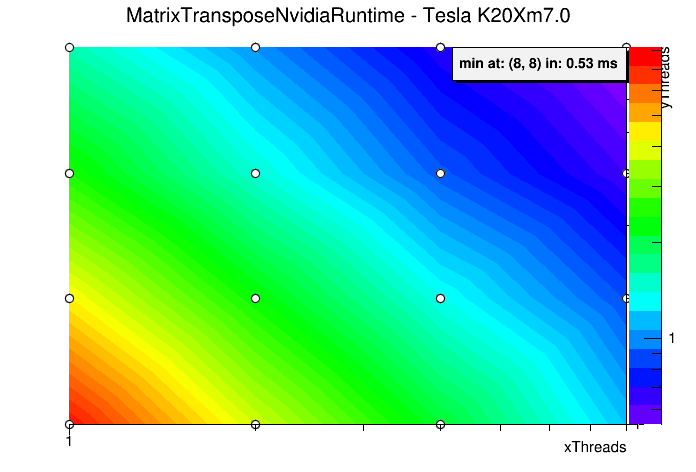 MatrixTransposeNvidiaRuntime - Tesla K20Xm7.0
min at: (8, 8) in: 0.53 ms
yThreads
1
1
xThreads